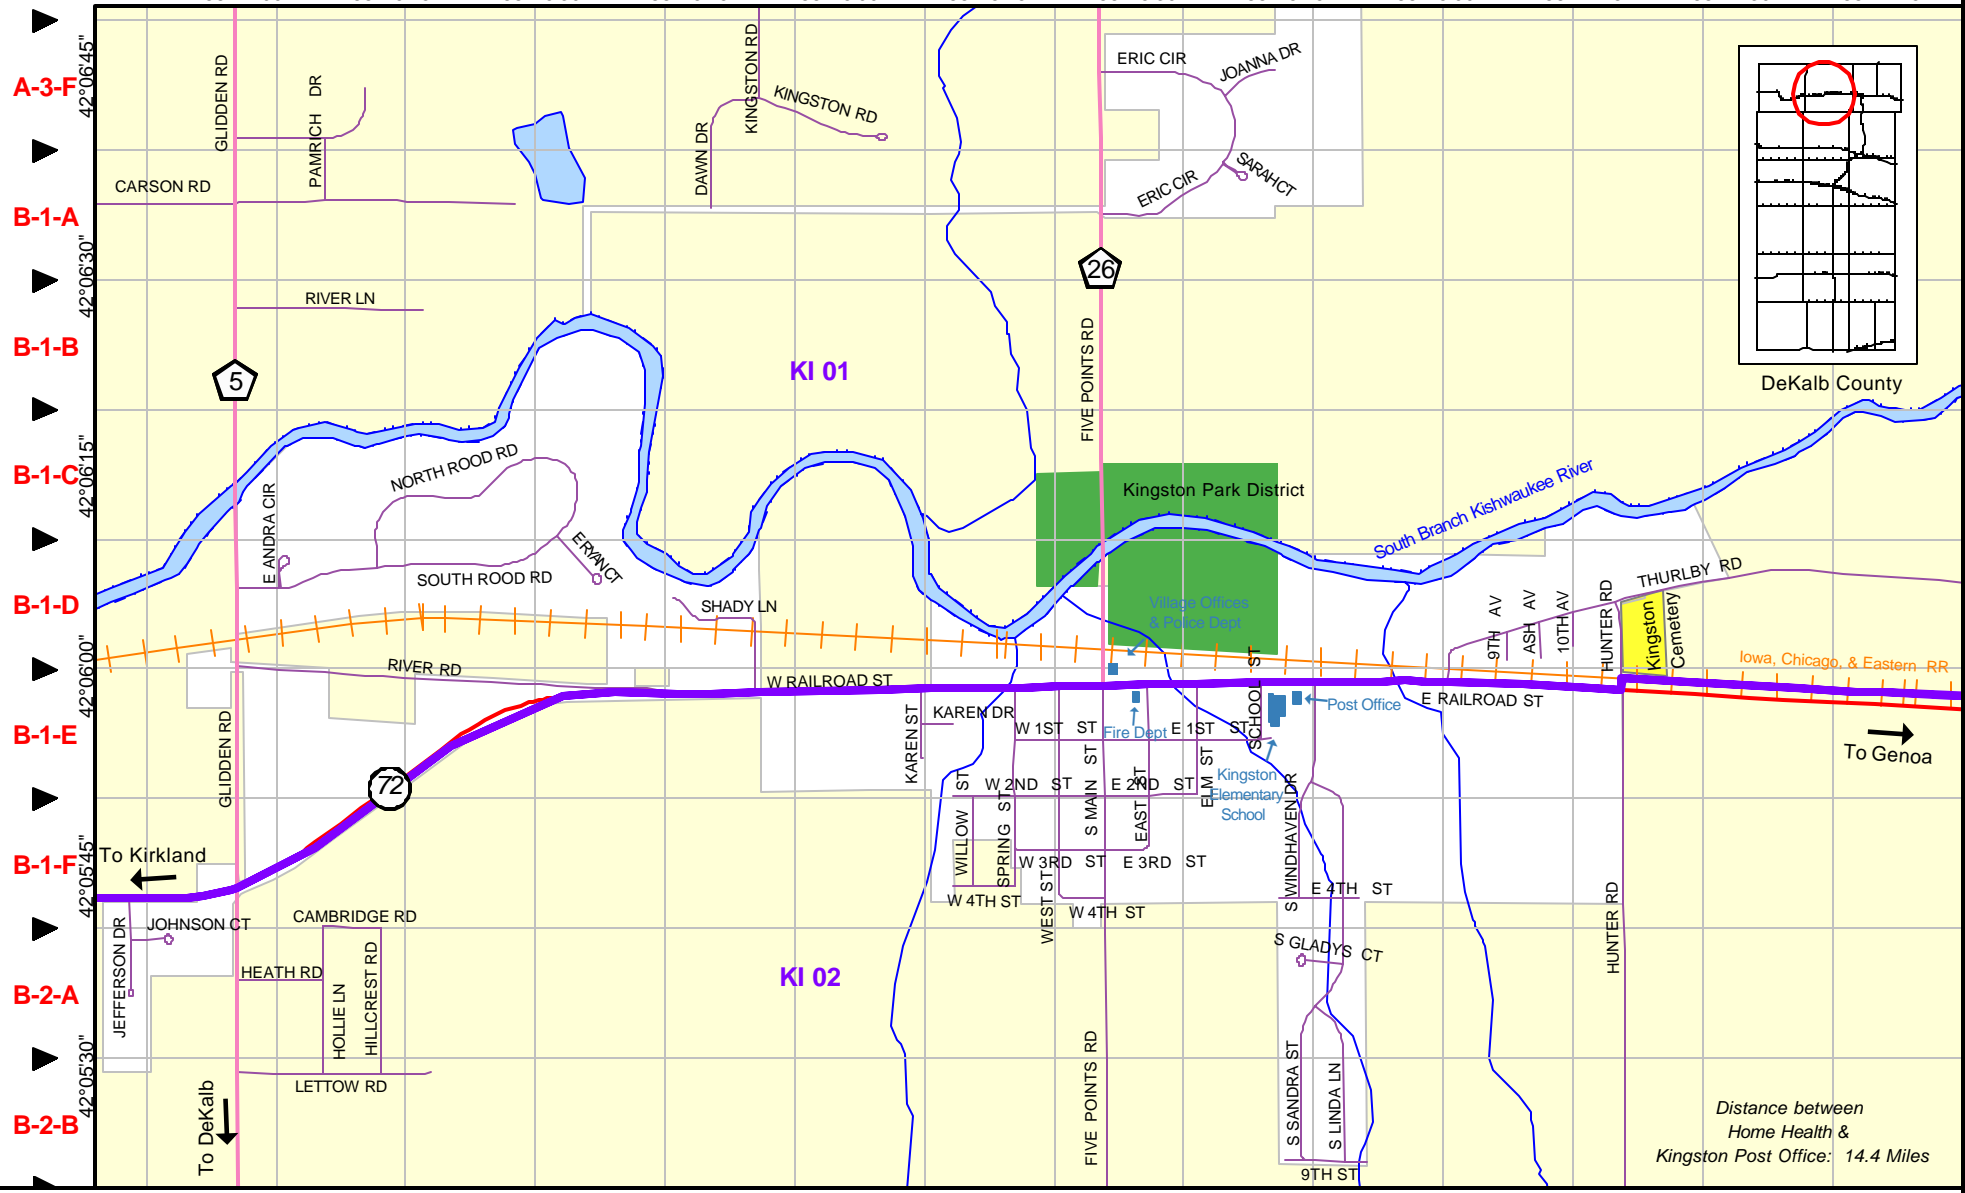 A-3-F
B-1-A
B-1-B
B-1-C
B-1-D
B-1-E
B-1-F
B-2-A
B-2-B
42°06'45"
42°06'30"
42°06'15"
42°06'00"
42°05'45"
42°05'30"
GLIDDEN RD
PAMRICH DR
CARSON RD
KINGSTON RD
KINGSTON RD
DAWN DR
ERIC CIR
JOANNA DR
SARAH CT
ERIC CIR
26
RIVER LN
5
KI 01
FIVE POINTS RD
DeKalb County
NORTH ROOD RD
E ANDRA CIR
SOUTH ROOD RD
E RYAN CT
Kingston Park District
South Branch Kishwaukee River
SHADY LN
Village Offices
& Police Dept
9TH AV
ASH AV
10TH AV
HUNTER RD
THURLBY RD
Kingston
Cemetery
Iowa, Chicago, & Eastern RR
RIVER RD
W RAILROAD ST
SCHOOL ST
Post Office
E RAILROAD ST
To Genoa
GLIDDEN RD
KAREN ST
KAREN DR
W 1ST ST
Fire Dept
E 1ST ST
Kingston
Elementary
School
72
WILLOW ST
W 2ND ST
SPRING ST
S MAIN ST
E 2ND ST
EAST ST
ELM ST
S WINDHAVEN DR
To Kirkland
W 3RD ST
E 3RD ST
W 4TH ST
WEST ST
W 4TH ST
E 4TH ST
HUNTER RD
JEFFERSON DR
JOHNSON CT
CAMBRIDGE RD
HEATH RD
HOLLIE LN
HILLCREST RD
LETTOW RD
KI 02
S GLADYS CT
FIVE POINTS RD
S SANDRA ST
S LINDA LN
9TH ST
To DeKalb
Distance between
Home Health &
Kingston Post Office: 14.4 Miles